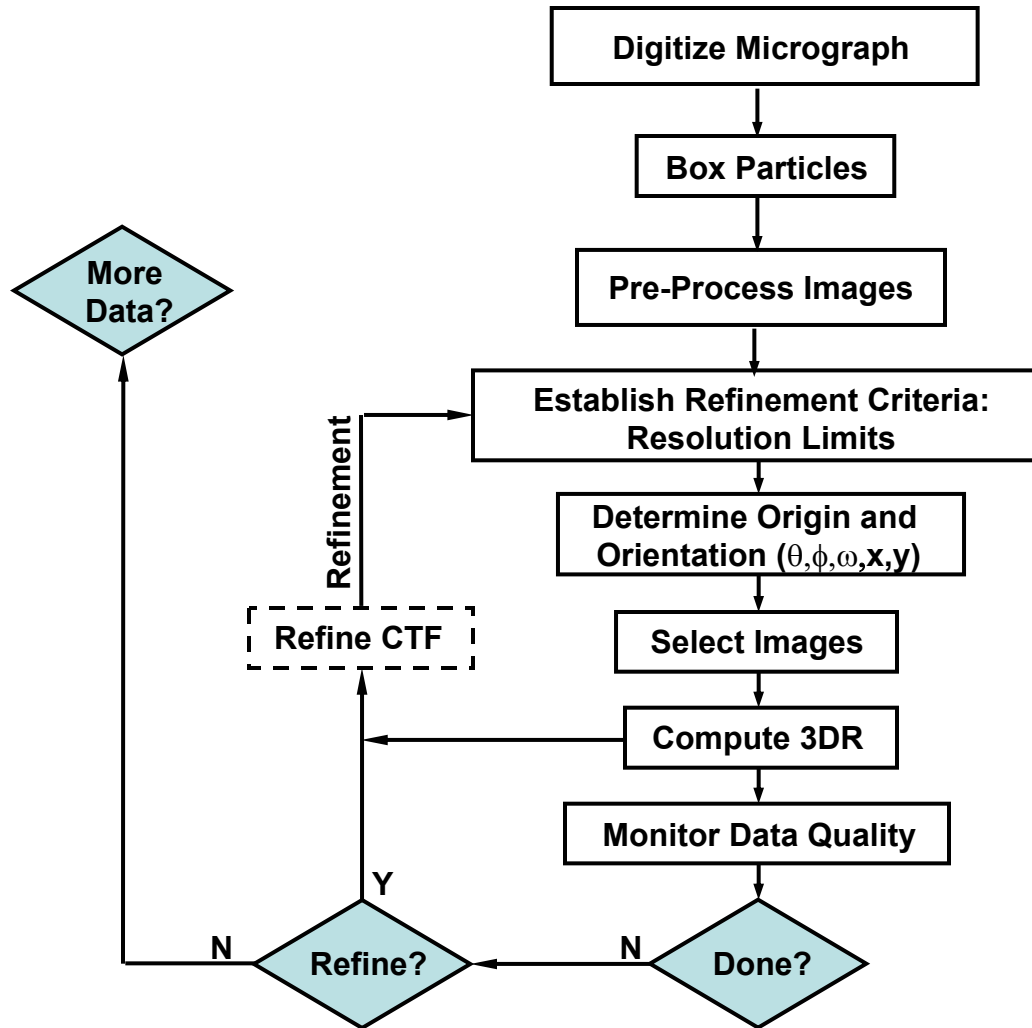 Digitize Micrograph
Box Particles
More
Data?
Pre-Process Images
Establish Refinement Criteria:
Resolution Limits
Refinement
Determine Origin and
Orientation (θ,ϕ,ω,x,y)
Refine CTF
Select Images
Compute 3DR
Monitor Data Quality
Y
N
Refine?
N
Done?